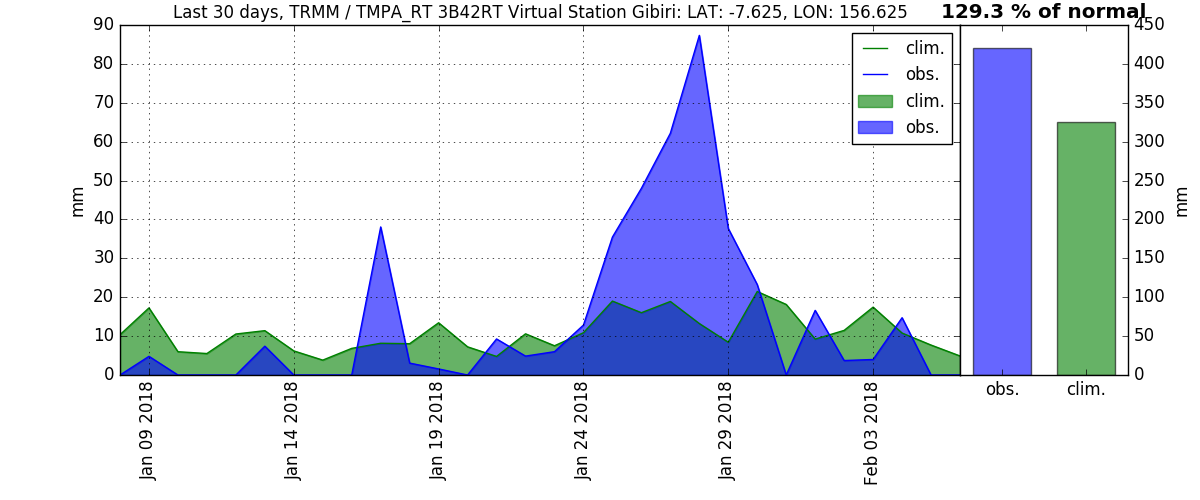 Last 30 days, TRMM / TMPA_RT 3B42RT Virtual Station Gibiri: LAT: -7.625, LON: 156.625
129.3 % of normal
90
80
70
60
50
40
30
20
10
0
mm
clim.
obs.
clim.
obs.
450
400
350
300
250
200
150
100
50
0
mm
Jan 09 2018
Jan 14 2018
Jan 19 2018
Jan 24 2018
Jan 29 2018
Feb 03 2018
obs.
clim.